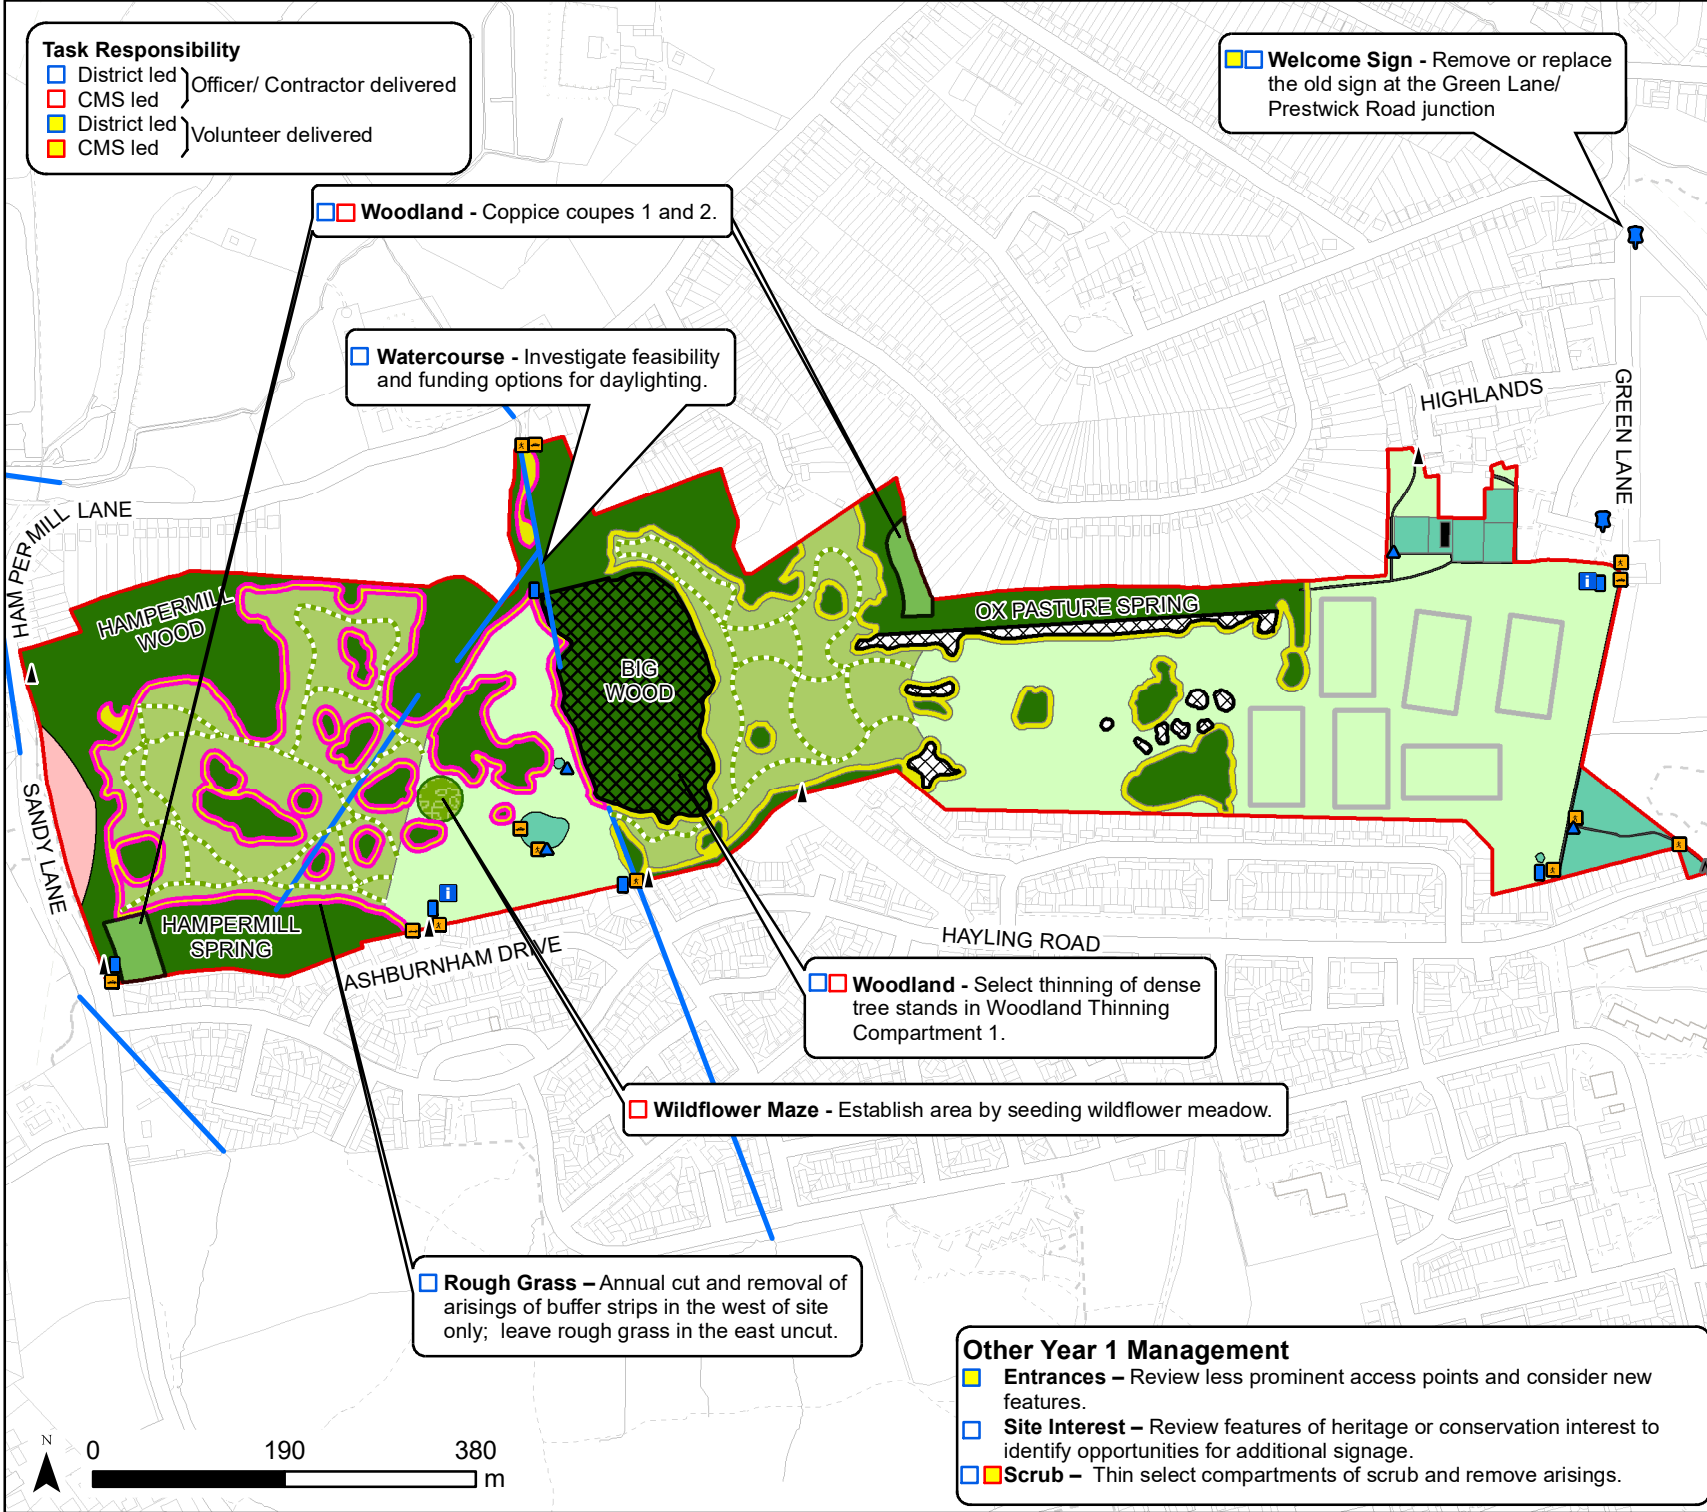 Task Responsibility
District led
CMS led
Officer/ Contractor delivered
District led
CMS led
Volunteer delivered
Welcome Sign - Remove or replace
the old sign at the Green Lane/
Prestwick Road junction
Woodland - Coppice coupes 1 and 2.
Watercourse - Investigate feasibility
and funding options for daylighting.
HIGHLANDS
GREEN LANE
HAMPERMILL LANE
HAMPERMILL
WOOD
OX PASTURE SPRING
BIG
WOOD
SANDY LANE
HAMPERMILL
SPRING
ASHBURNHAM DRIVE
HAYLING ROAD
i
i
Woodland - Select thinning of dense
tree stands in Woodland Thinning
Compartment 1.
Wildflower Maze - Establish area by seeding wildflower meadow.
Rough Grass – Annual cut and removal of
arisings of buffer strips in the west of site
only; leave rough grass in the east uncut.
Other Year 1 Management
Entrances – Review less prominent access points and consider new
features.
Site Interest – Review features of heritage or conservation interest to
identify opportunities for additional signage.
Scrub – Thin select compartments of scrub and remove arisings.
N
0 190 380
m